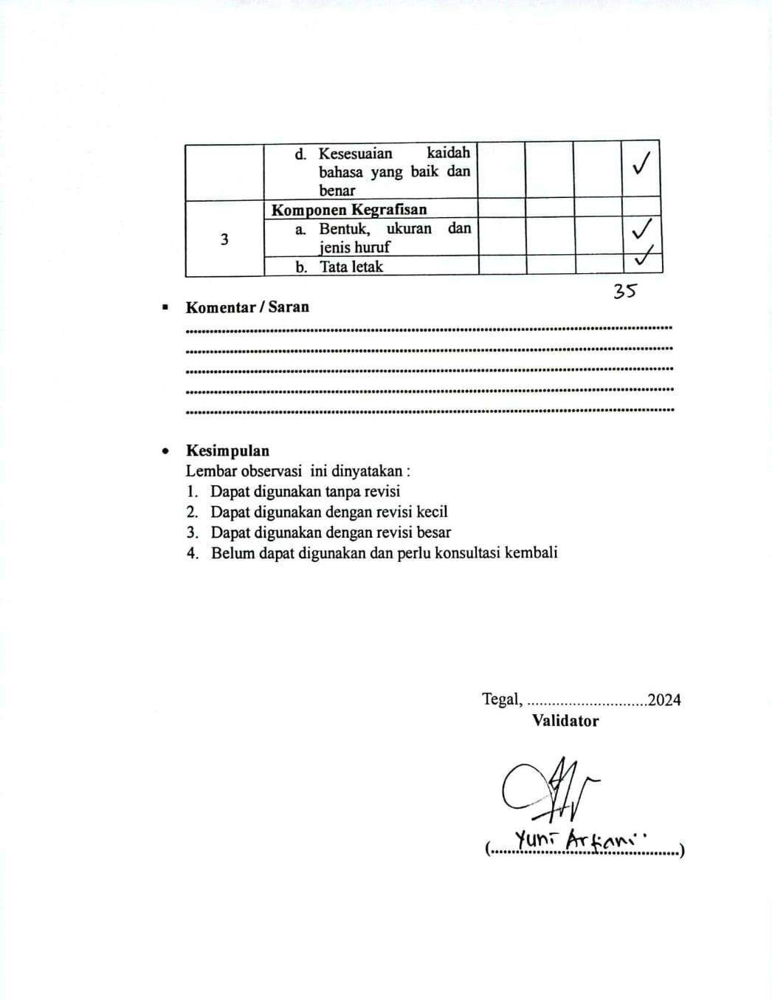 d. Kesesuaian kaidah
bahasa yang baik dan
benar
✓
3
Komponen Kegrafisan
a. Bentuk, ukuran dan
jenis huruf
✓
b. Tata letak
✓
35
▪ Komentar / Saran
• Kesimpulan
Lembar observasi ini dinyatakan :
1. Dapat digunakan tanpa revisi
2. Dapat digunakan dengan revisi kecil
3. Dapat digunakan dengan revisi besar
4. Belum dapat digunakan dan perlu konsultasi kembali
Tegal, .............................2024
Validator
(..... Yuni Arfiani .....)